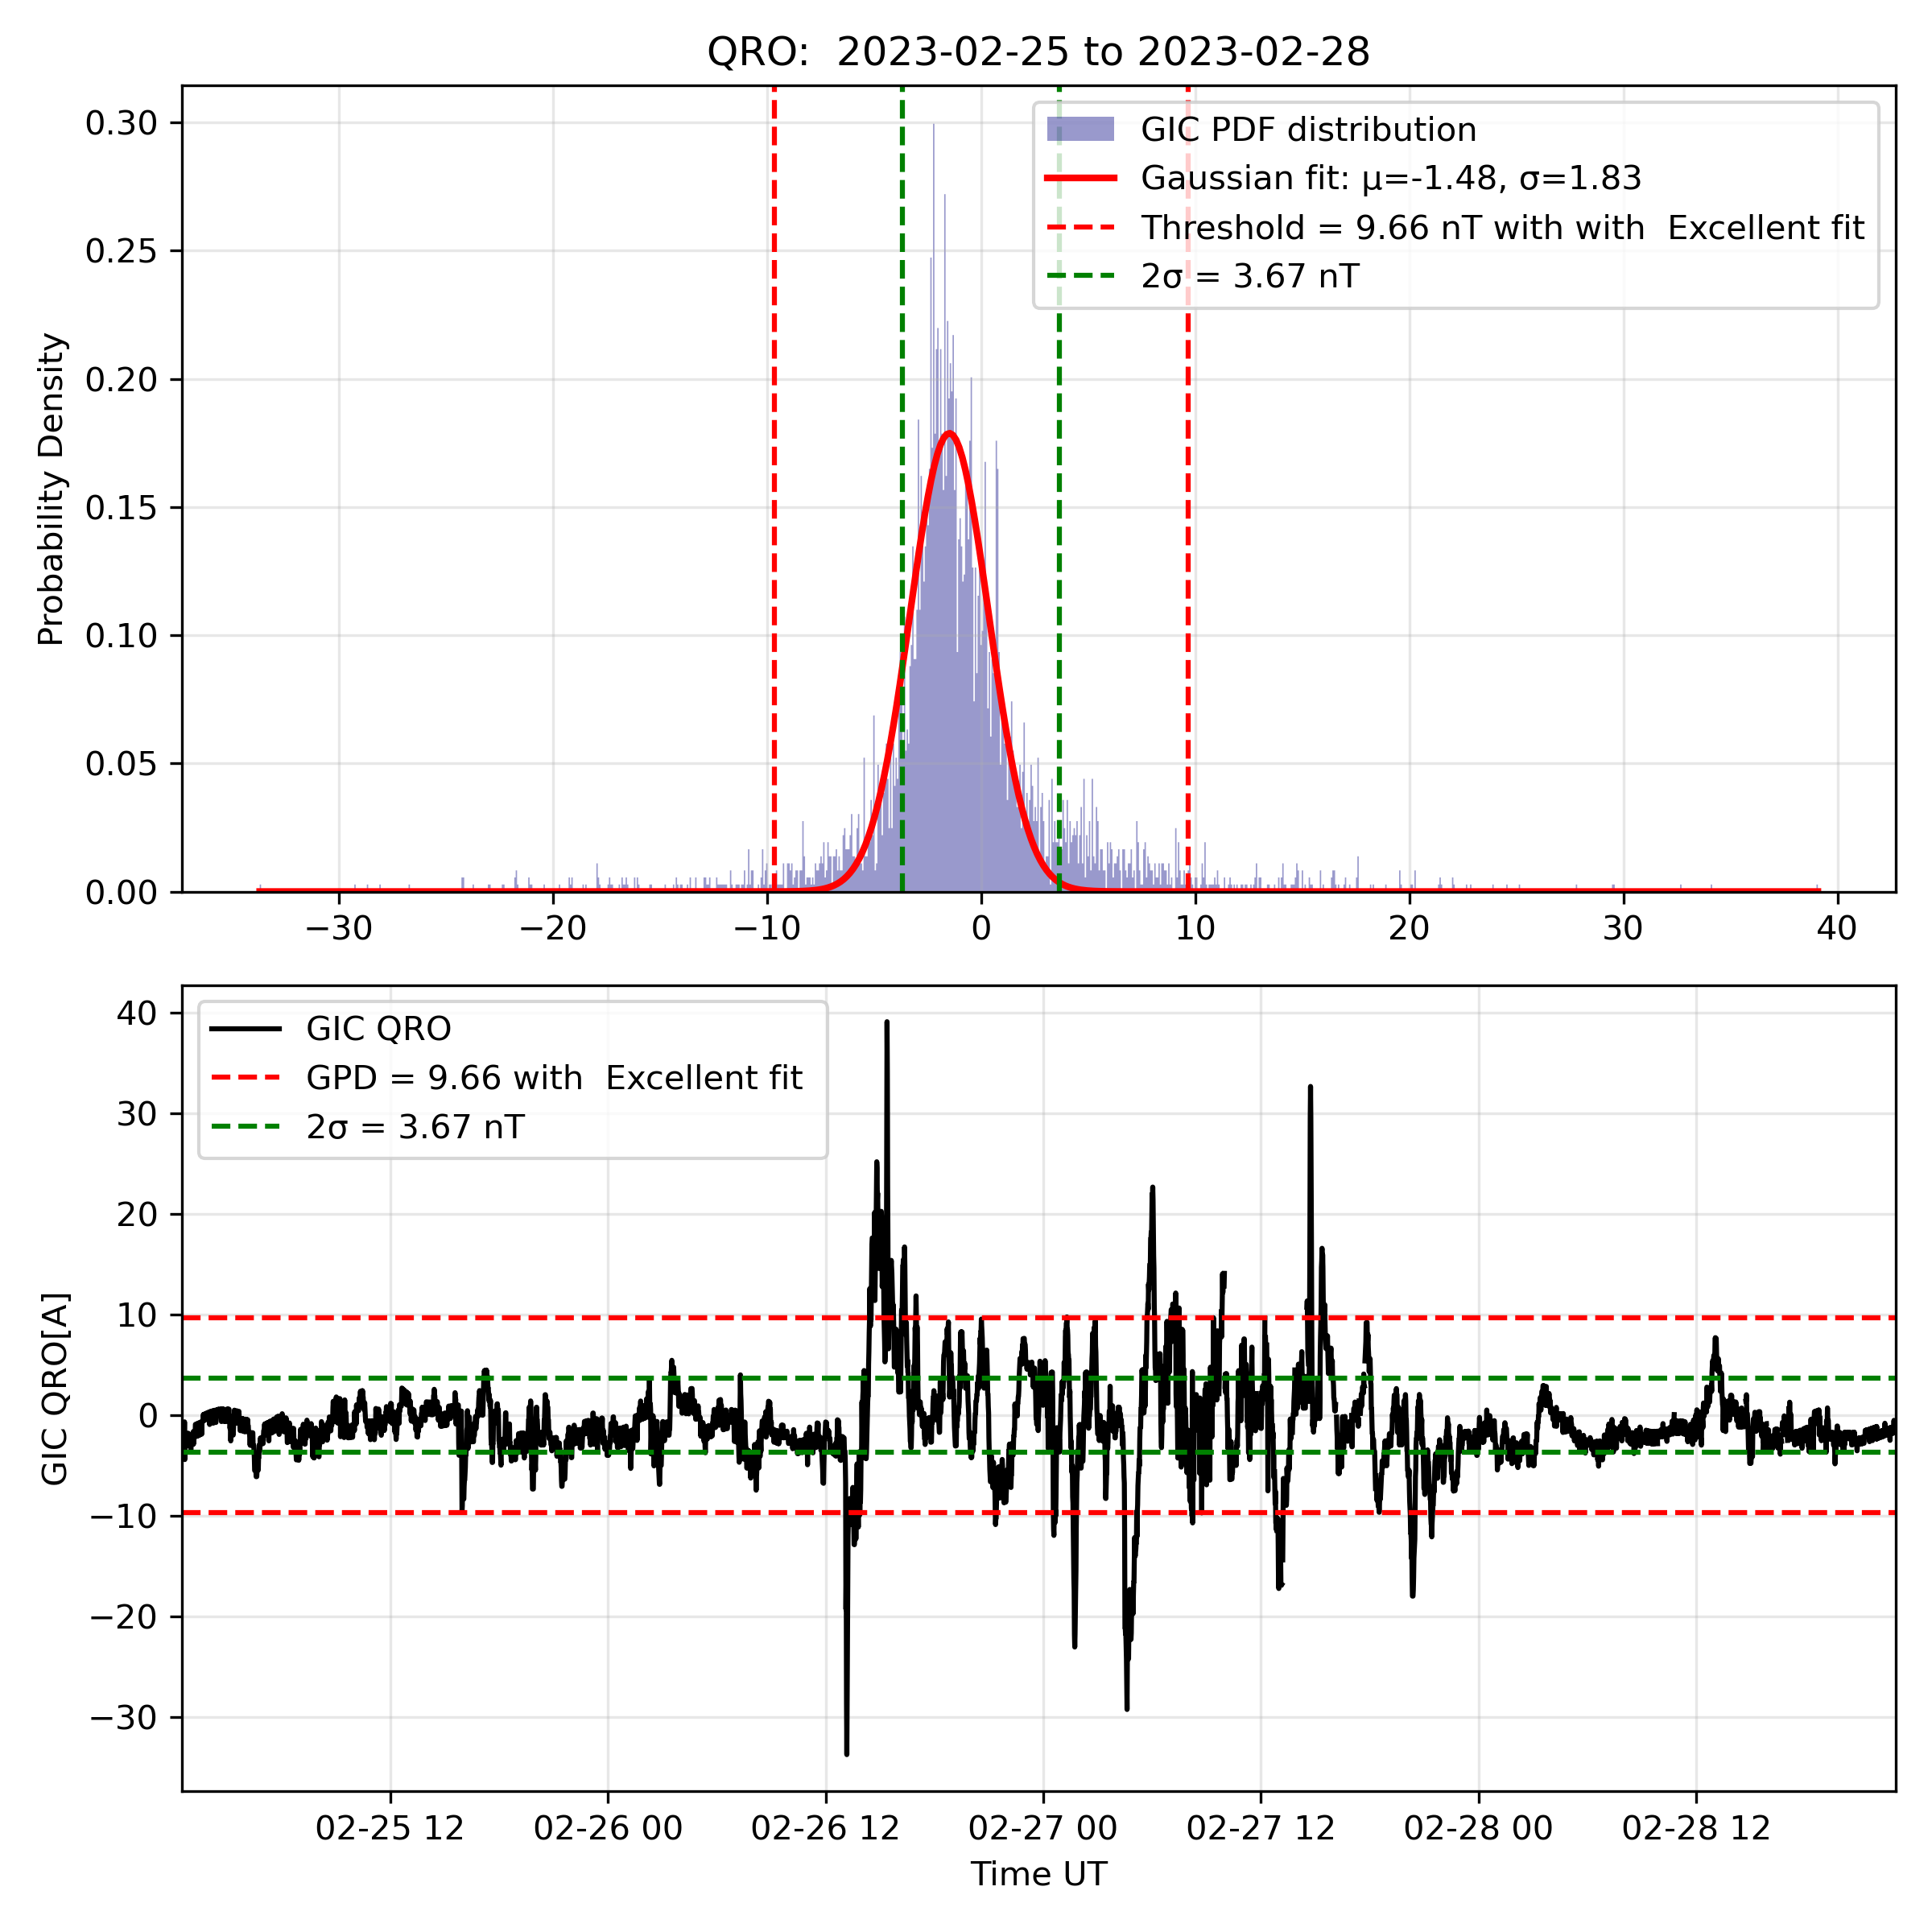 QRO:  2023-02-25 to 2023-02-28
Probability Density
0.30
0.25
0.20
0.15
0.10
0.05
0.00
GIC PDF distribution
Gaussian fit: μ=-1.48, σ=1.83
Threshold = 9.66 nT with with  Excellent fit
2σ = 3.67 nT
−30 −20 −10 0 10 20 30 40
GIC QRO[A]
40
30
20
10
0
−10
−20
−30
GIC QRO
GPD = 9.66 with  Excellent fit
2σ = 3.67 nT
02-25 12 02-26 00 02-26 12 02-27 00 02-27 12 02-28 00 02-28 12
Time UT